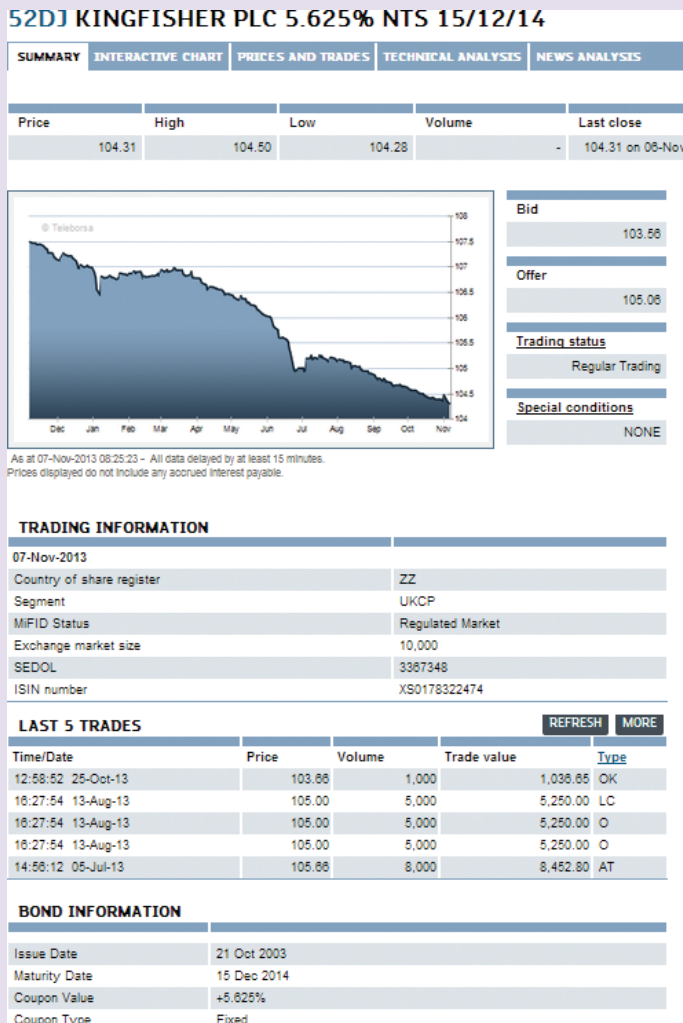 52DJ KINGFISHER PLC 5.625% NTS 15/12/14
SUMMARY INTERACTIVE CHART PRICES AND TRADES TECHNICAL ANALYSIS NEWS ANALYSIS
Price High Low Volume Last close
104.31 104.50 104.28 - 104.31 on 06-Nov
© Teleborsa
108
107.5
107
106.5
106
105.5
105
104.5
104
Dec Jan Feb Mar Apr May Jun Jul Aug Sep Oct Nov
Bid
103.56
Offer
105.06
Trading status
Regular Trading
Special conditions
NONE
As at 07-Nov-2013 08:25:23 - All data delayed by at least 15 minutes.
Prices displayed do not include any accrued interest payable.
TRADING INFORMATION
07-Nov-2013
Country of share register ZZ
Segment UKCP
MiFID Status Regulated Market
Exchange market size 10,000
SEDOL 3367348
ISIN number XS0178322474
LAST 5 TRADES REFRESH MORE
Time/Date Price Volume Trade value Type
12:58:52 25-Oct-13 103.66 1,000 1,036.65 OK
16:27:54 13-Aug-13 105.00 5,000 5,250.00 LC
16:27:54 13-Aug-13 105.00 5,000 5,250.00 O
16:27:54 13-Aug-13 105.00 5,000 5,250.00 O
14:56:12 05-Jul-13 105.66 8,000 8,452.80 AT
BOND INFORMATION
Issue Date 21 Oct 2003
Maturity Date 15 Dec 2014
Coupon Value +5.625%
Coupon Type Fixed